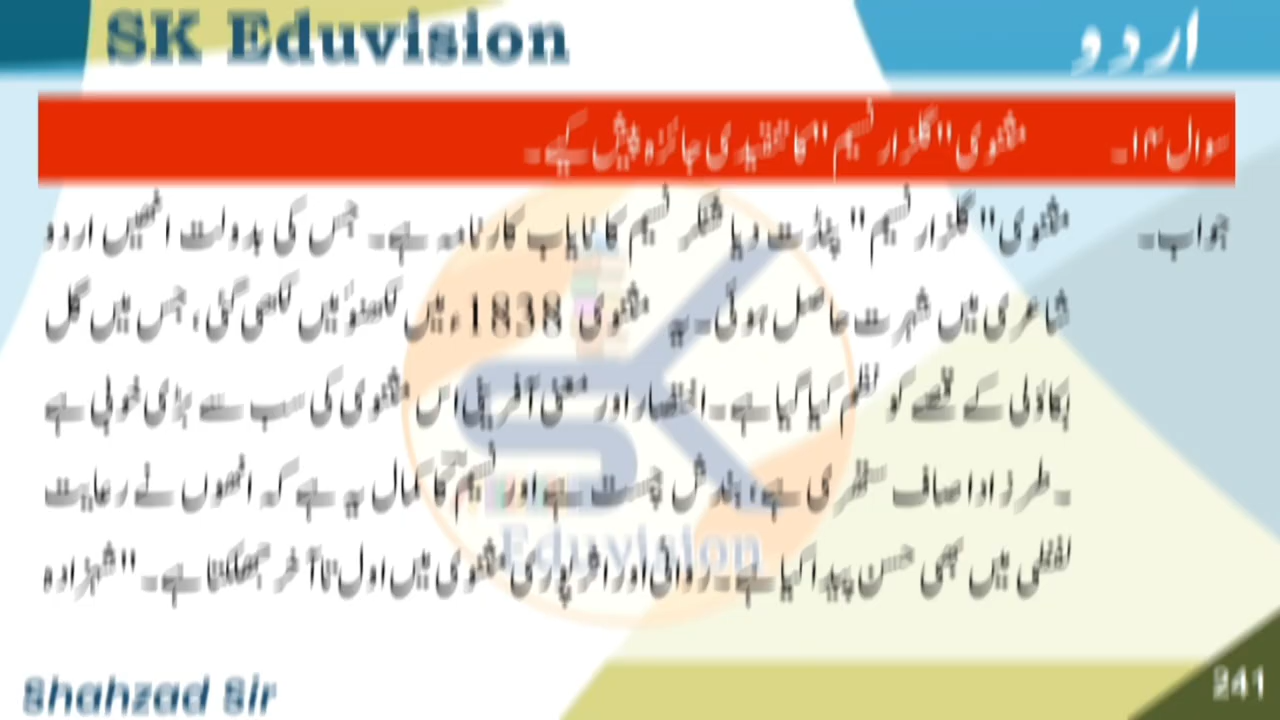 SK Eduvision
اردو
سوال ۱۴۔ مثنوی "گلزار نسیم" کا تنقیدی جائزہ پیش کیجیے۔
جواب۔ مثنوی "گلزار نسیم" پنڈت دیا شنکر نسیم کا نایاب کارنامہ ہے۔ جس کی بدولت انھیں اردو
شاعری میں شہرت حاصل ہوئی۔ یہ مثنوی 1838ء میں لکھنؤ میں لکھی گئی، جس میں گل
بکاؤلی کے قصے کو نظم کیا گیا ہے۔ اختصار اور معنی آفرینی اس مثنوی کی سب سے بڑی خوبی ہے
۔ طرز ادا صاف ستھری ہے، بندش چست ہے اور نسیم کا کمال یہ ہے کہ انھوں نے رعایت
لفظی میں بھی حسن پیدا کیا ہے۔ روانی اور اثر پوری مثنوی میں اول تا آخر جھلکتا ہے۔ "شہزادہ
Eduvision
Shahzad Sir
241